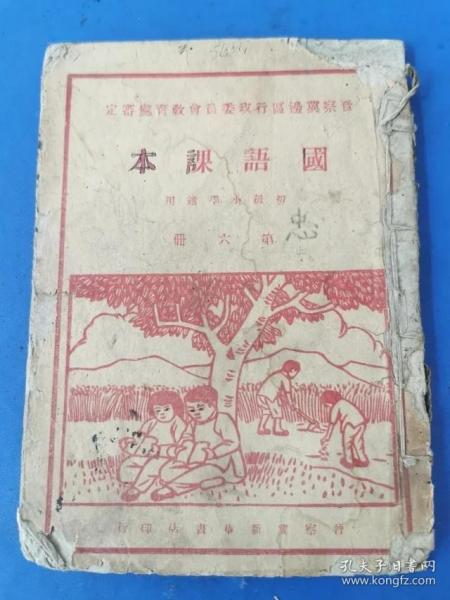 晉察冀邊區行政委員會教育處審定
國語課本
初級小學適用
第六册
忠
晉察冀新華書店印行
孔夫子旧书网
www.kongfz.com